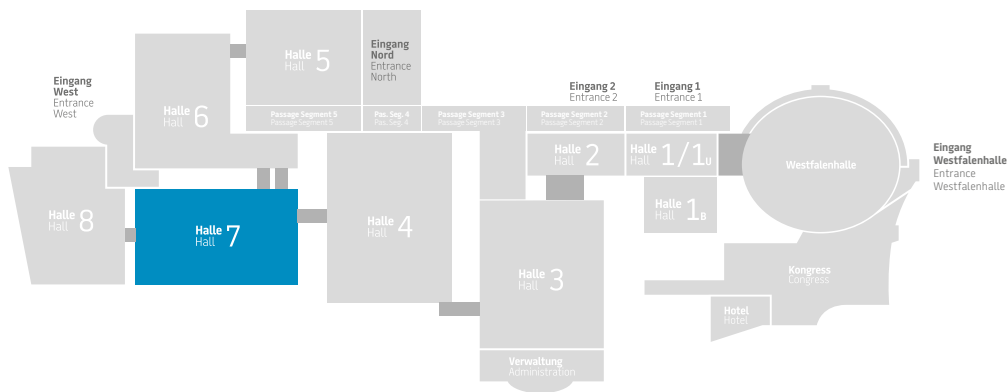 Eingang
Nord
Entrance
North
Halle
Hall 5
Eingang
West
Entrance
West
Halle
Hall 6
Eingang 2
Entrance 2
Eingang 1
Entrance 1
Passage Segment 5
Passage Segment 5
Pas. Seg. 4
Pas. Seg. 4
Passage Segment 3
Passage Segment 3
Passage Segment 2
Passage Segment 2
Passage Segment 1
Passage Segment 1
Halle
Hall 2
Halle
Hall 1/1U
Westfalenhalle
Eingang
Westfalenhalle
Entrance
Westfalenhalle
Halle
Hall 8
Halle
Hall 7
Halle
Hall 4
Halle
Hall 1B
Halle
Hall 3
Kongress
Congress
Hotel
Hotel
Verwaltung
Administration